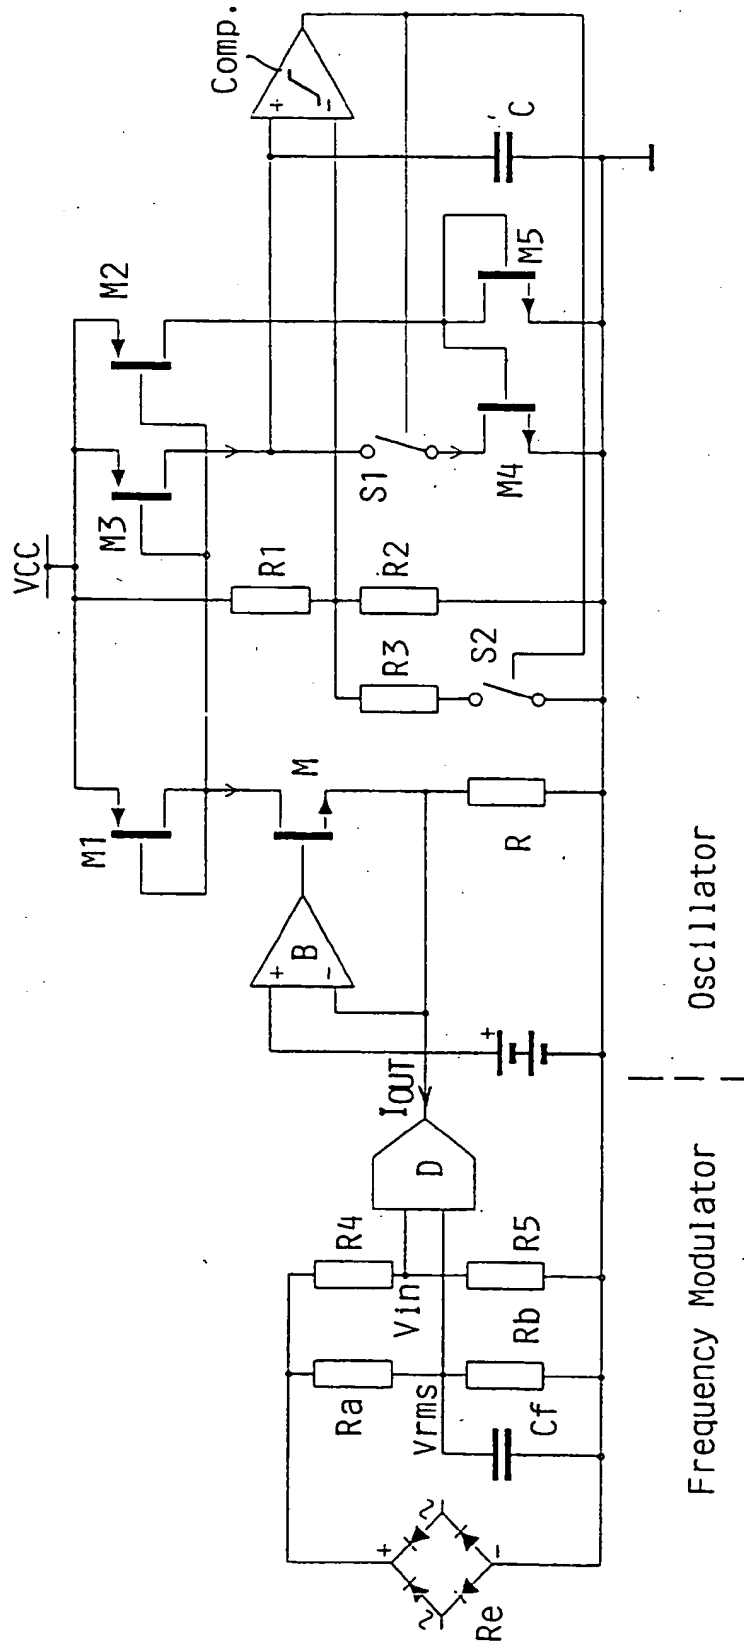 Comp.
+
-
C
M2
M5
M3
VCC
S1
M4
R1
R2
R3
S2
M1
M
R
B
+
-
+
IOUT
D
R4
Vin
R5
Ra
Rb
Vrms
Cf
+
-
~
~
Re
Oscillator
Frequency Modulator